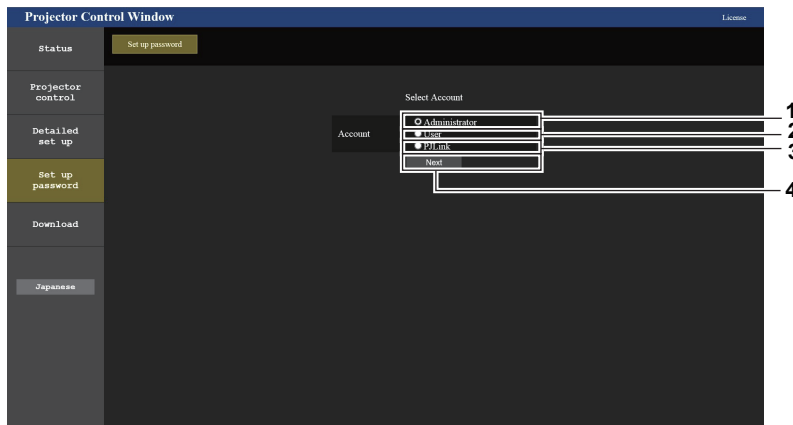 Projector Control Window
License
Status
Set up password
Projector
control
Detailed
set up
Set up
password
Download
Japanese
Select Account
Account
Administrator
User
PJLink
Next
1
2
3
4